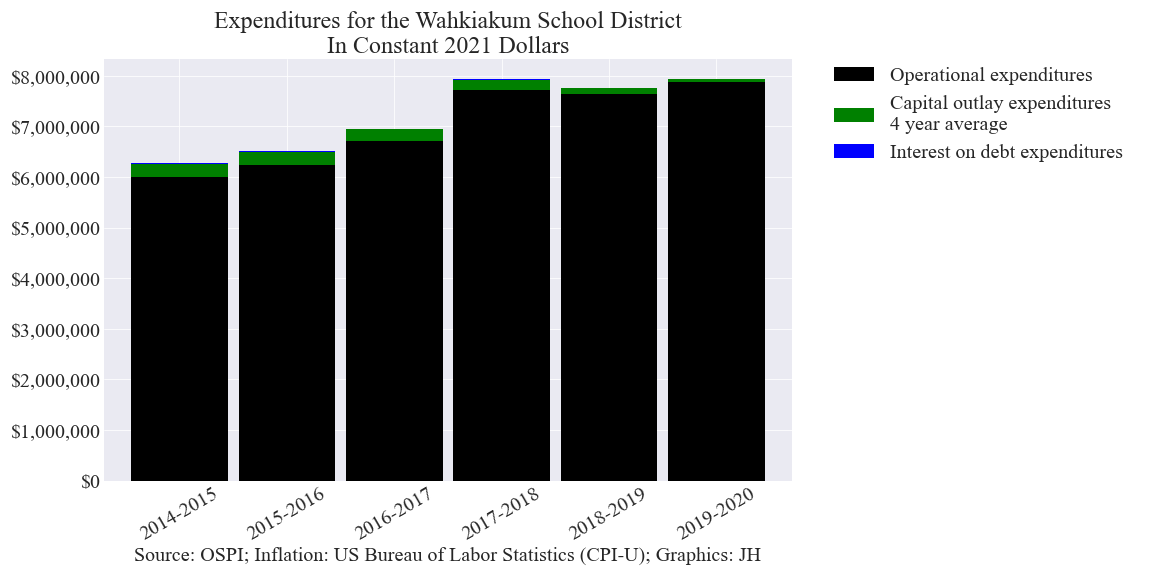 Expenditures for the Wahkiakum School District
In Constant 2021 Dollars
$8,000,000
$7,000,000
$6,000,000
$5,000,000
$4,000,000
$3,000,000
$2,000,000
$1,000,000
$0
2014-2015
2015-2016
2016-2017
2017-2018
2018-2019
2019-2020
Source: OSPI; Inflation: US Bureau of Labor Statistics (CPI-U); Graphics: JH
Operational expenditures
Capital outlay expenditures
4 year average
Interest on debt expenditures